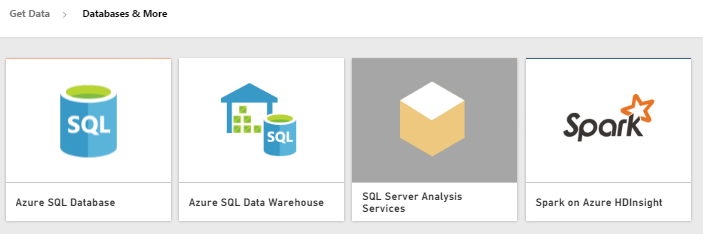 Get Data > Databases & More
SQL
Spark
Azure SQL Database
Azure SQL Data Warehouse
SQL Server Analysis
Services
Spark on Azure HDInsight
SQL